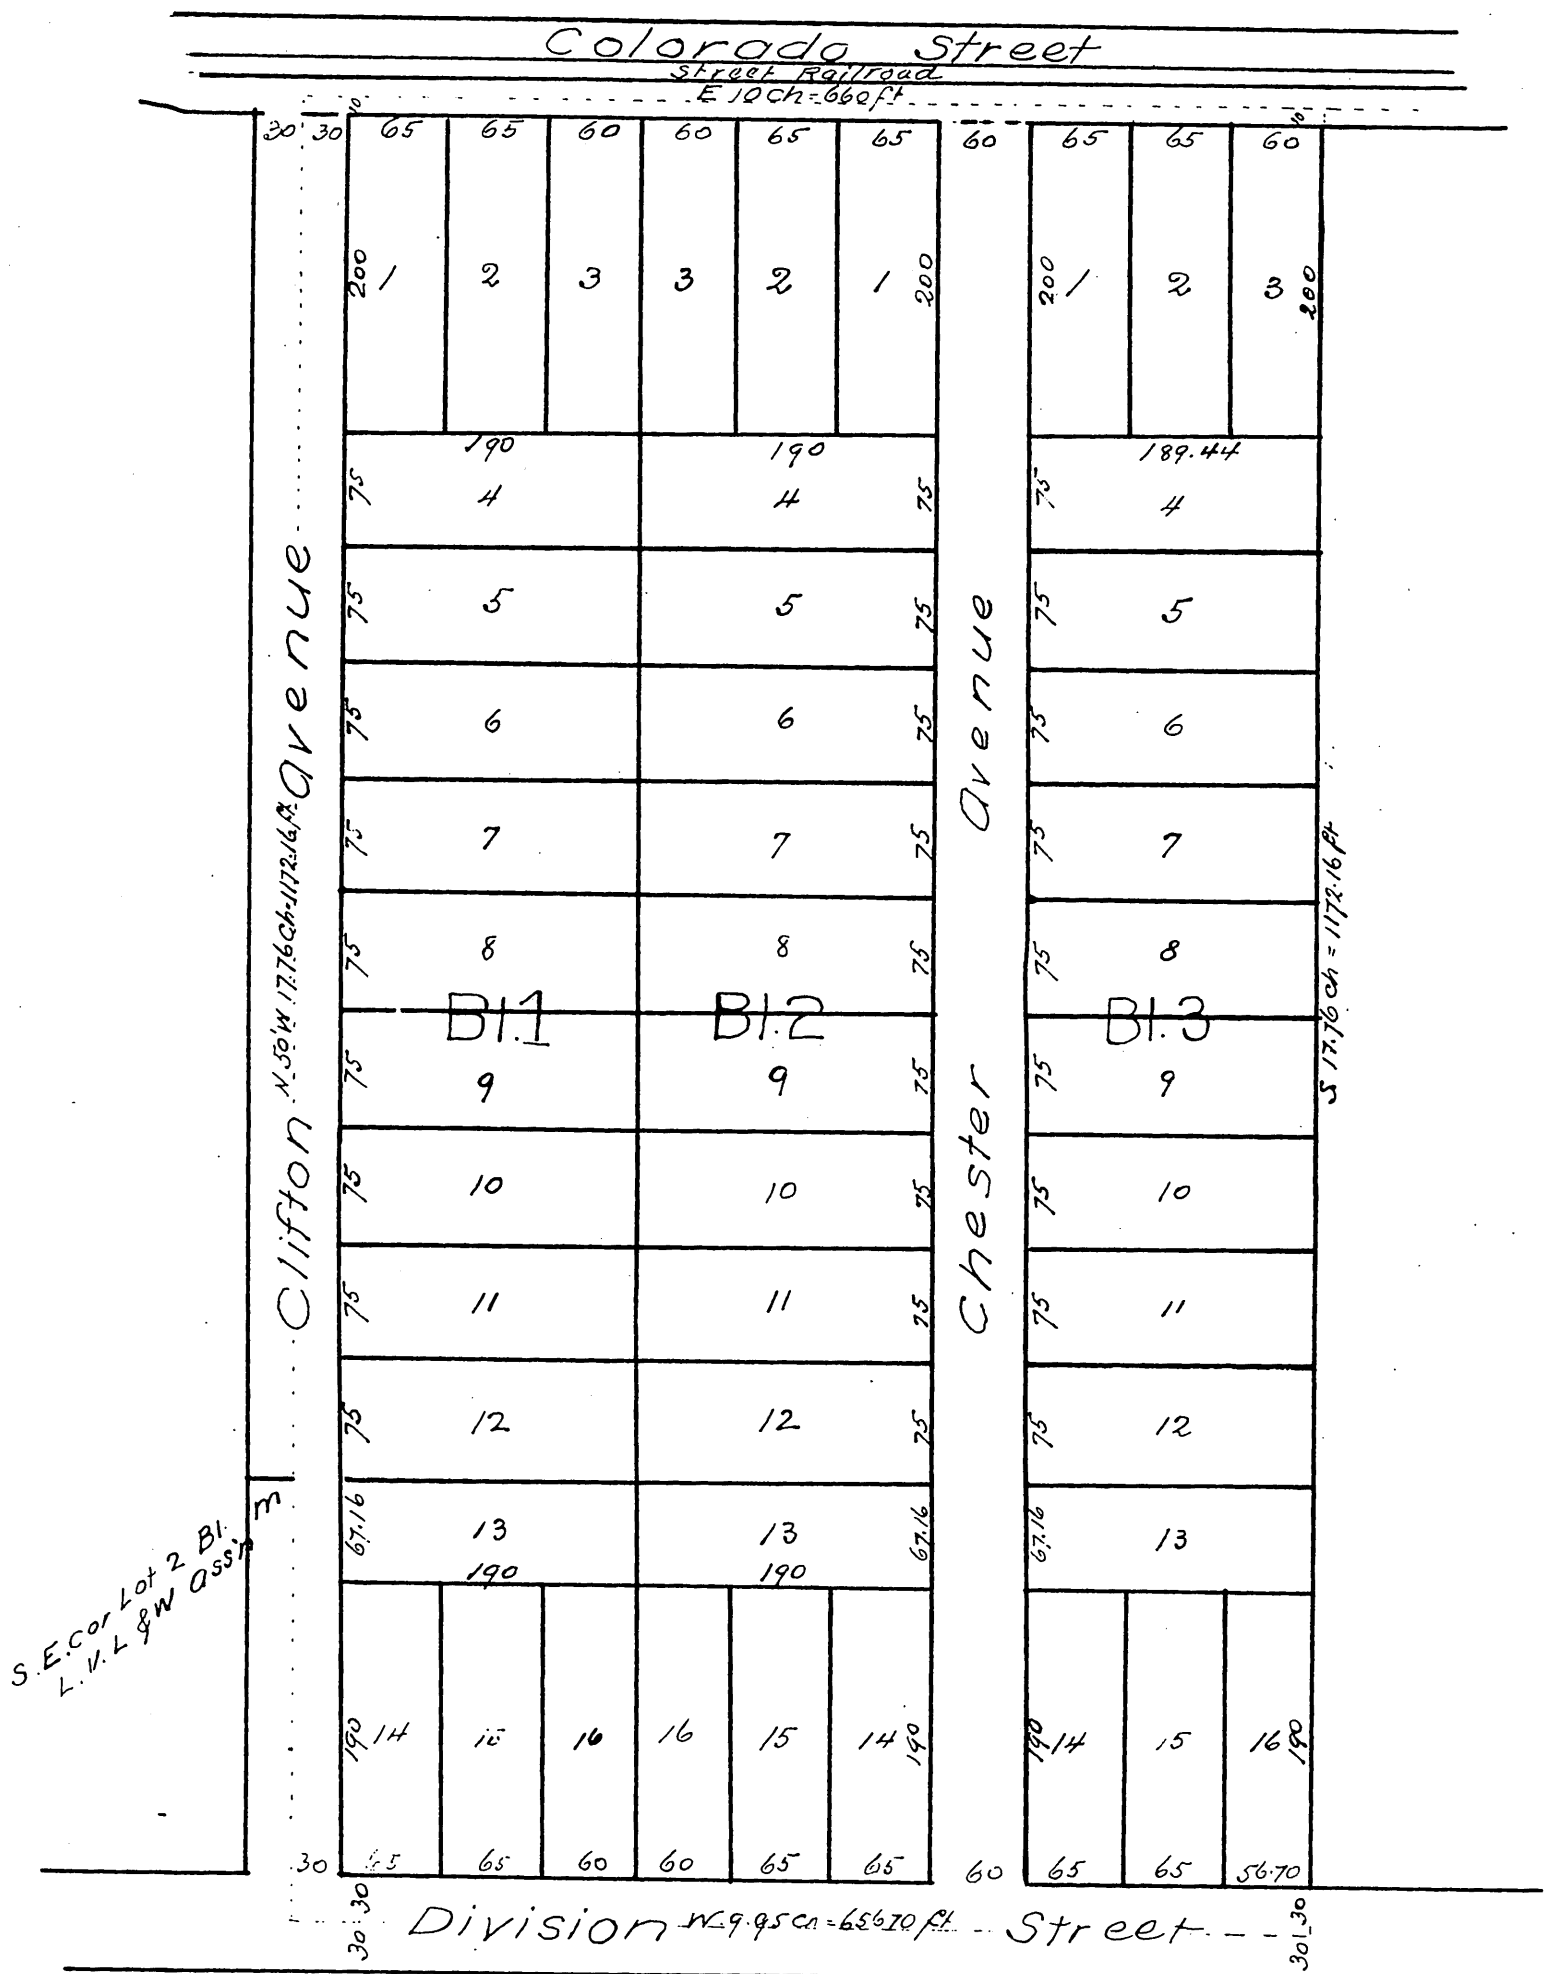 Colorado Street
Street Railroad
E 10 ch = 660 ft
30 30 10 65 65 60 60 65 65 60 65 65 60 10
200 1 2 3 3 2 1 200 200 1 2 3 200
190 190 189.44
75 4 4 75 75 4
75 5 5 75 75 5
75 6 6 75 75 6
75 7 7 75 75 7
75 8 8 75 75 8
Bl.1 Bl.2 Bl.3
75 9 9 75 75 9
75 10 10 75 75 10
75 11 11 75 75 11
75 12 12 75 75 12
67.16 13 13 67.16 67.16 13
190 190
190 14 15 16 16 15 14 190 190 14 15 16 190
30 65 65 60 60 65 65 60 65 65 56.70
30 30
30 30
Division W 9.95 ch = 656.70 ft Street
Clifton Avenue
N. 50' W 17.76 ch = 1172.16 ft.
Chester Avenue
S 17.76 ch = 1172.16 ft
S.E. cor Lot 2 Bl. m
L.V.L & W Ass'n